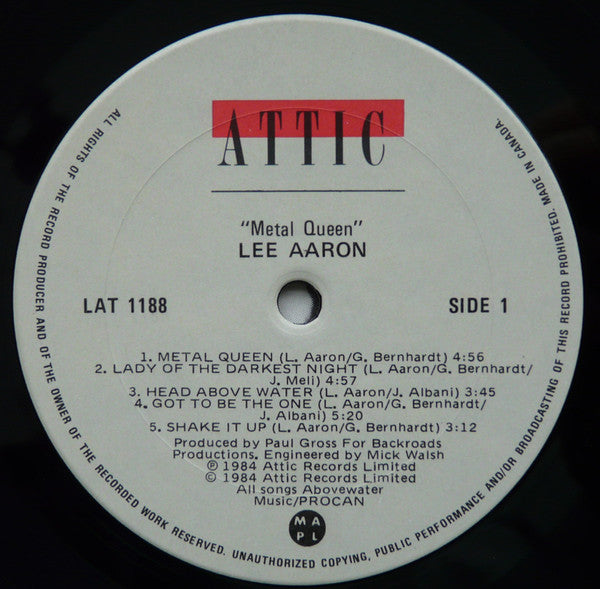 ATTIC
"Metal Queen"
LEE AARON
LAT 1188
SIDE 1
1. METAL QUEEN (L. Aaron/G. Bernhardt) 4:56
2. LADY OF THE DARKEST NIGHT (L. Aaron/G. Bernhardt/
J. Meli) 4:57
3. HEAD ABOVE WATER (L. Aaron/J. Albani) 3:45
4. GOT TO BE THE ONE (L. Aaron/G. Bernhardt/
J. Albani) 5:20
5. SHAKE IT UP (L. Aaron/G. Bernhardt) 3:12
Produced by Paul Gross For Backroads
Productions. Engineered by Mick Walsh
℗ 1984 Attic Records Limited
© 1984 Attic Records Limited
All songs Abovewater
Music/PROCAN
M A
P L
ALL RIGHTS OF THE RECORD PRODUCER AND OF THE OWNER OF THE RECORDED WORK RESERVED. UNAUTHORIZED COPYING, PUBLIC PERFORMANCE AND/OR BROADCASTING OF THIS RECORD PROHIBITED. MADE IN CANADA.